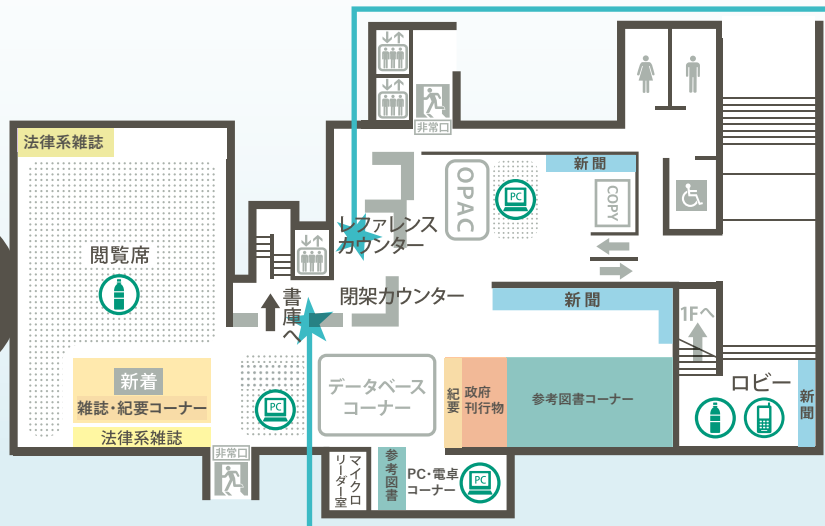 法律系雑誌
非常口
新聞
OPAC
PC
COPY
閲覧席
レファレンス
カウンター
書庫へ
閉架カウンター
新聞
1Fへ
新着
雑誌・紀要コーナー
法律系雑誌
PC
データベース
コーナー
紀要
政府
刊行物
参考図書コーナー
ロビー
新聞
非常口
マイクロ
リーダー室
参考図書
PC・電卓
コーナー
PC